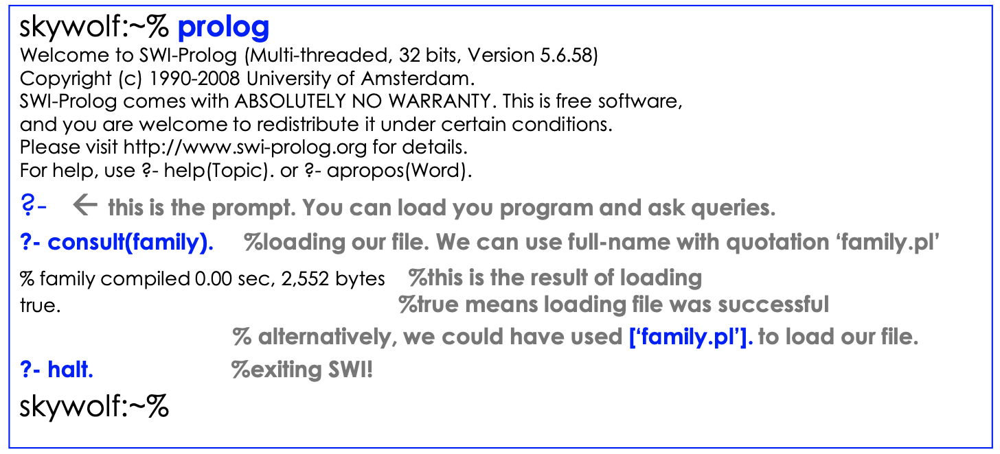 skywolf:~% prolog
Welcome to SWI-Prolog (Multi-threaded, 32 bits, Version 5.6.58)
Copyright (c) 1990-2008 University of Amsterdam.
SWI-Prolog comes with ABSOLUTELY NO WARRANTY. This is free software,
and you are welcome to redistribute it under certain conditions.
Please visit http://www.swi-prolog.org for details.
For help, use ?- help(Topic). or ?- apropos(Word).
?- ← this is the prompt. You can load you program and ask queries.
?- consult(family). %loading our file. We can use full-name with quotation ‘family.pl’
% family compiled 0.00 sec, 2,552 bytes %this is the result of loading
true. %true means loading file was successful
% alternatively, we could have used [‘family.pl’]. to load our file.
?- halt. %exiting SWI!
skywolf:~%